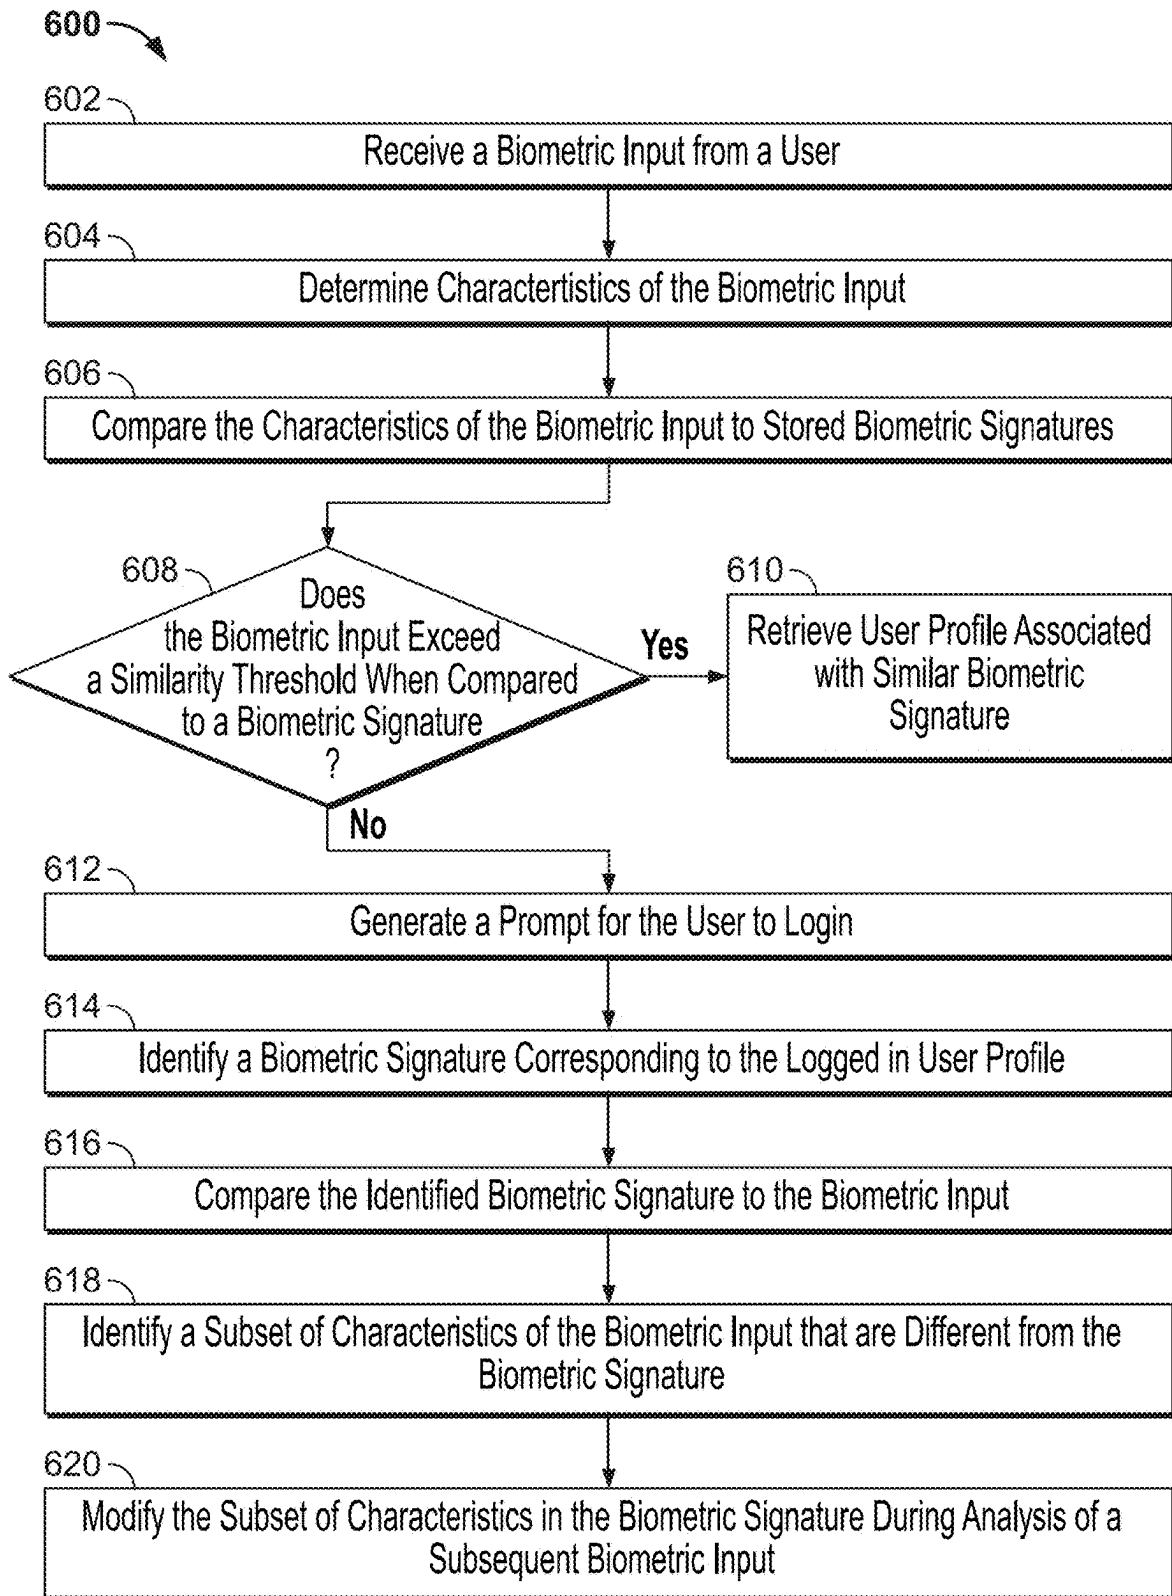 600
602
Receive a Biometric Input from a User
604
Determine Charactertistics of the Biometric Input
606
Compare the Characteristics of the Biometric Input to Stored Biometric Signatures
608
Does
the Biometric Input Exceed
a Similarity Threshold When Compared
to a Biometric Signature
?
Yes
610
Retrieve User Profile Associated
with Similar Biometric
Signature
No
612
Generate a Prompt for the User to Login
614
Identify a Biometric Signature Corresponding to the Logged in User Profile
616
Compare the Identified Biometric Signature to the Biometric Input
618
Identify a Subset of Characteristics of the Biometric Input that are Different from the
Biometric Signature
620
Modify the Subset of Characteristics in the Biometric Signature During Analysis of a
Subsequent Biometric Input